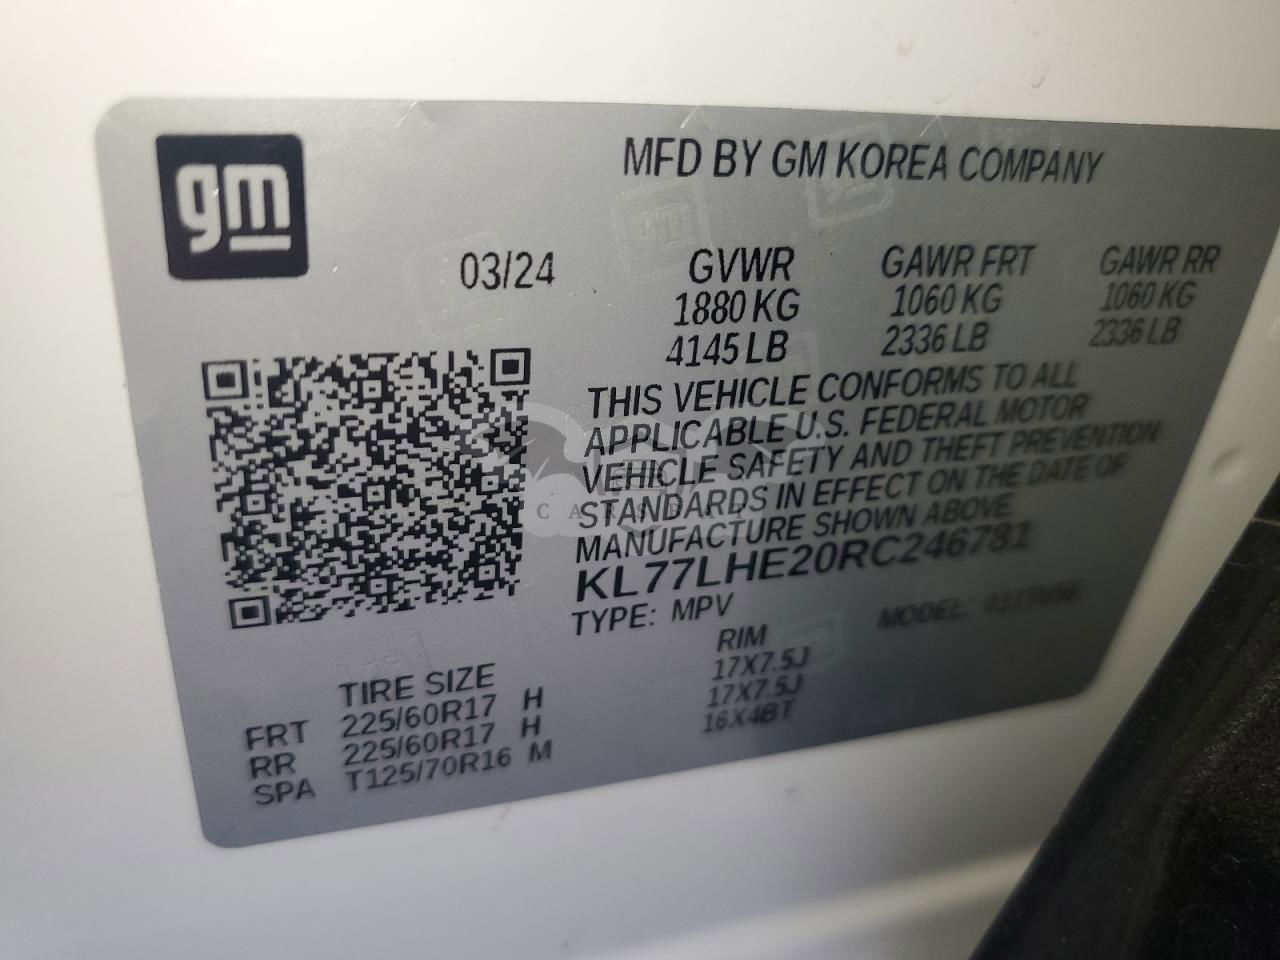 gm
MFD BY GM KOREA COMPANY
03/24
GVWR GAWR FRT GAWR RR
1880 KG 1060 KG 1060 KG
4145 LB 2336 LB 2336 LB
THIS VEHICLE CONFORMS TO ALL
APPLICABLE U.S. FEDERAL MOTOR
VEHICLE SAFETY AND THEFT PREVENTION
STANDARDS IN EFFECT ON THE DATE OF
MANUFACTURE SHOWN ABOVE
KL77LHE20RC246781
TYPE: MPV MODEL:
TIRE SIZE RIM
FRT 225/60R17 H 17X7.5J
RR 225/60R17 H 17X7.5J
SPA T125/70R16 M 16X4BT